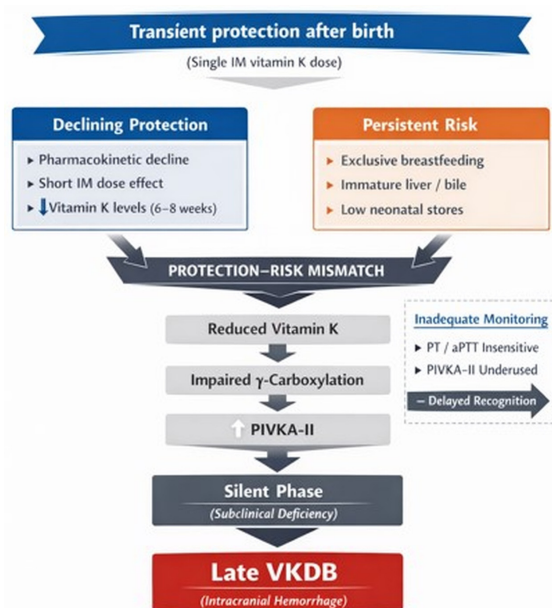 Transient protection after birth
(Single IM vitamin K dose)
Declining Protection
▸ Pharmacokinetic decline
▸ Short IM dose effect
▸ ↓Vitamin K levels (6–8 weeks)
Persistent Risk
▸ Exclusive breastfeeding
▸ Immature liver / bile
▸ Low neonatal stores
PROTECTION–RISK MISMATCH
Reduced Vitamin K
Impaired γ-Carboxylation
↑ PIVKA-II
Inadequate Monitoring
▸ PT / aPTT Insensitive
▸ PIVKA-II Underused
– Delayed Recognition
Silent Phase
(Subclinical Deficiency)
Late VKDB
(Intracranial Hemorrhage)